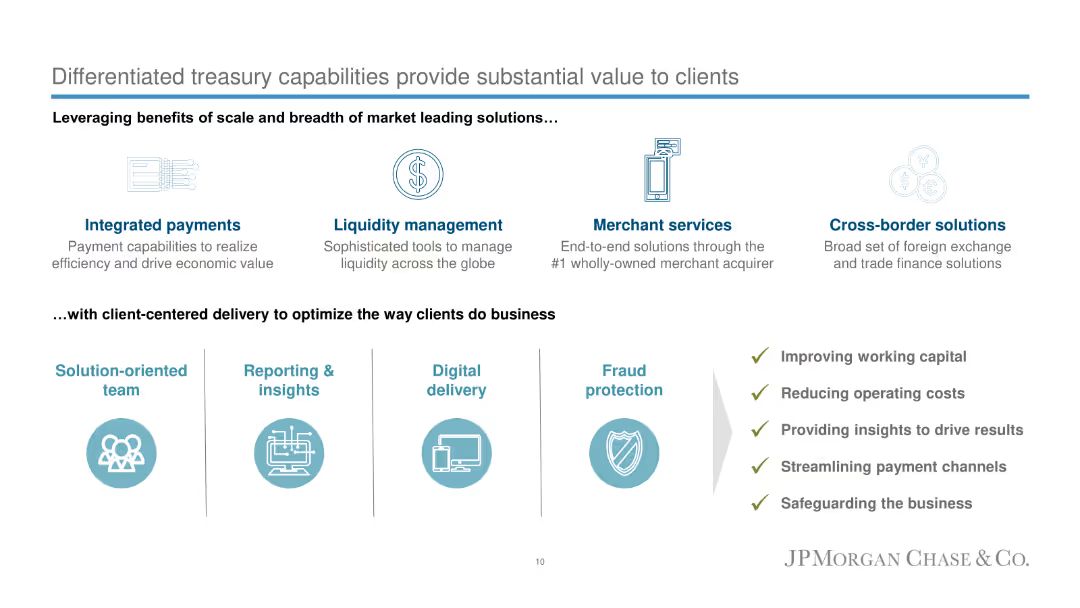 Differentiated treasury capabilities provide substantial value to clients
Leveraging benefits of scale and breadth of market leading solutions…
Integrated payments
Payment capabilities to realize
efficiency and drive economic value
Liquidity management
Sophisticated tools to manage
liquidity across the globe
Merchant services
End-to-end solutions through the
#1 wholly-owned merchant acquirer
Cross-border solutions
Broad set of foreign exchange
and trade finance solutions
…with client-centered delivery to optimize the way clients do business
Solution-oriented
team
Reporting &
insights
Digital
delivery
Fraud
protection
Improving working capital
Reducing operating costs
Providing insights to drive results
Streamlining payment channels
Safeguarding the business
10
JPMORGAN CHASE & CO.